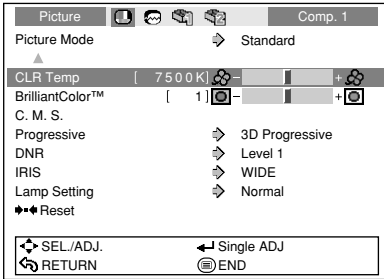 Picture Comp. 1
Picture Mode Standard
CLR Temp [ 7500K] - +
BrilliantColor™ [ 1] - +
C. M. S.
Progressive 3D Progressive
DNR Level 1
IRIS WIDE
Lamp Setting Normal
Reset
SEL./ADJ. Single ADJ
RETURN END